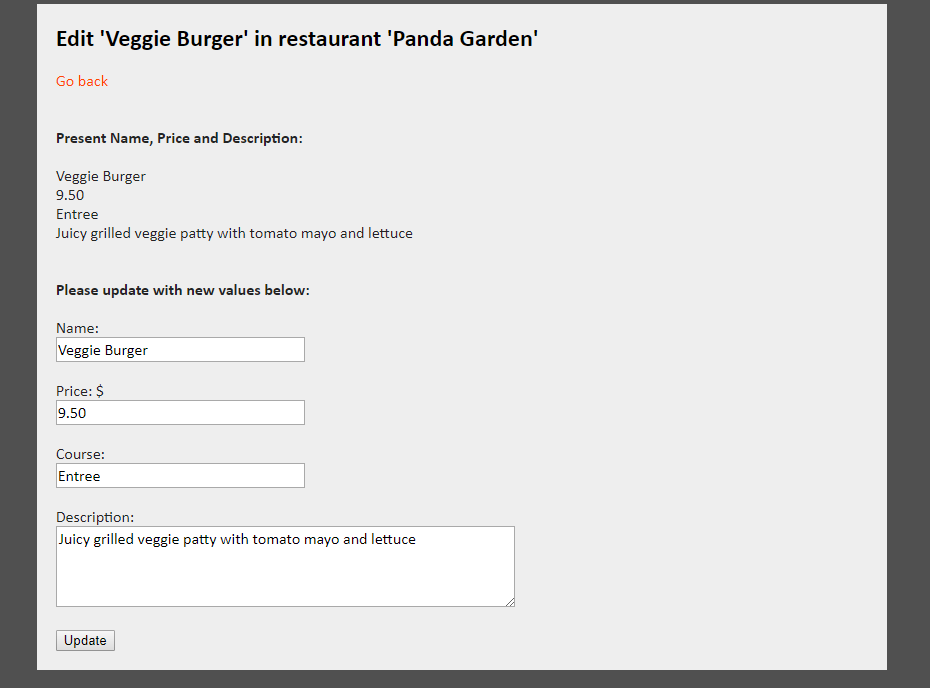 Edit 'Veggie Burger' in restaurant 'Panda Garden'
Go back
Present Name, Price and Description:
Veggie Burger
9.50
Entree
Juicy grilled veggie patty with tomato mayo and lettuce
Please update with new values below:
Name:
Veggie Burger
Price: $
9.50
Course:
Entree
Description:
Juicy grilled veggie patty with tomato mayo and lettuce
Update